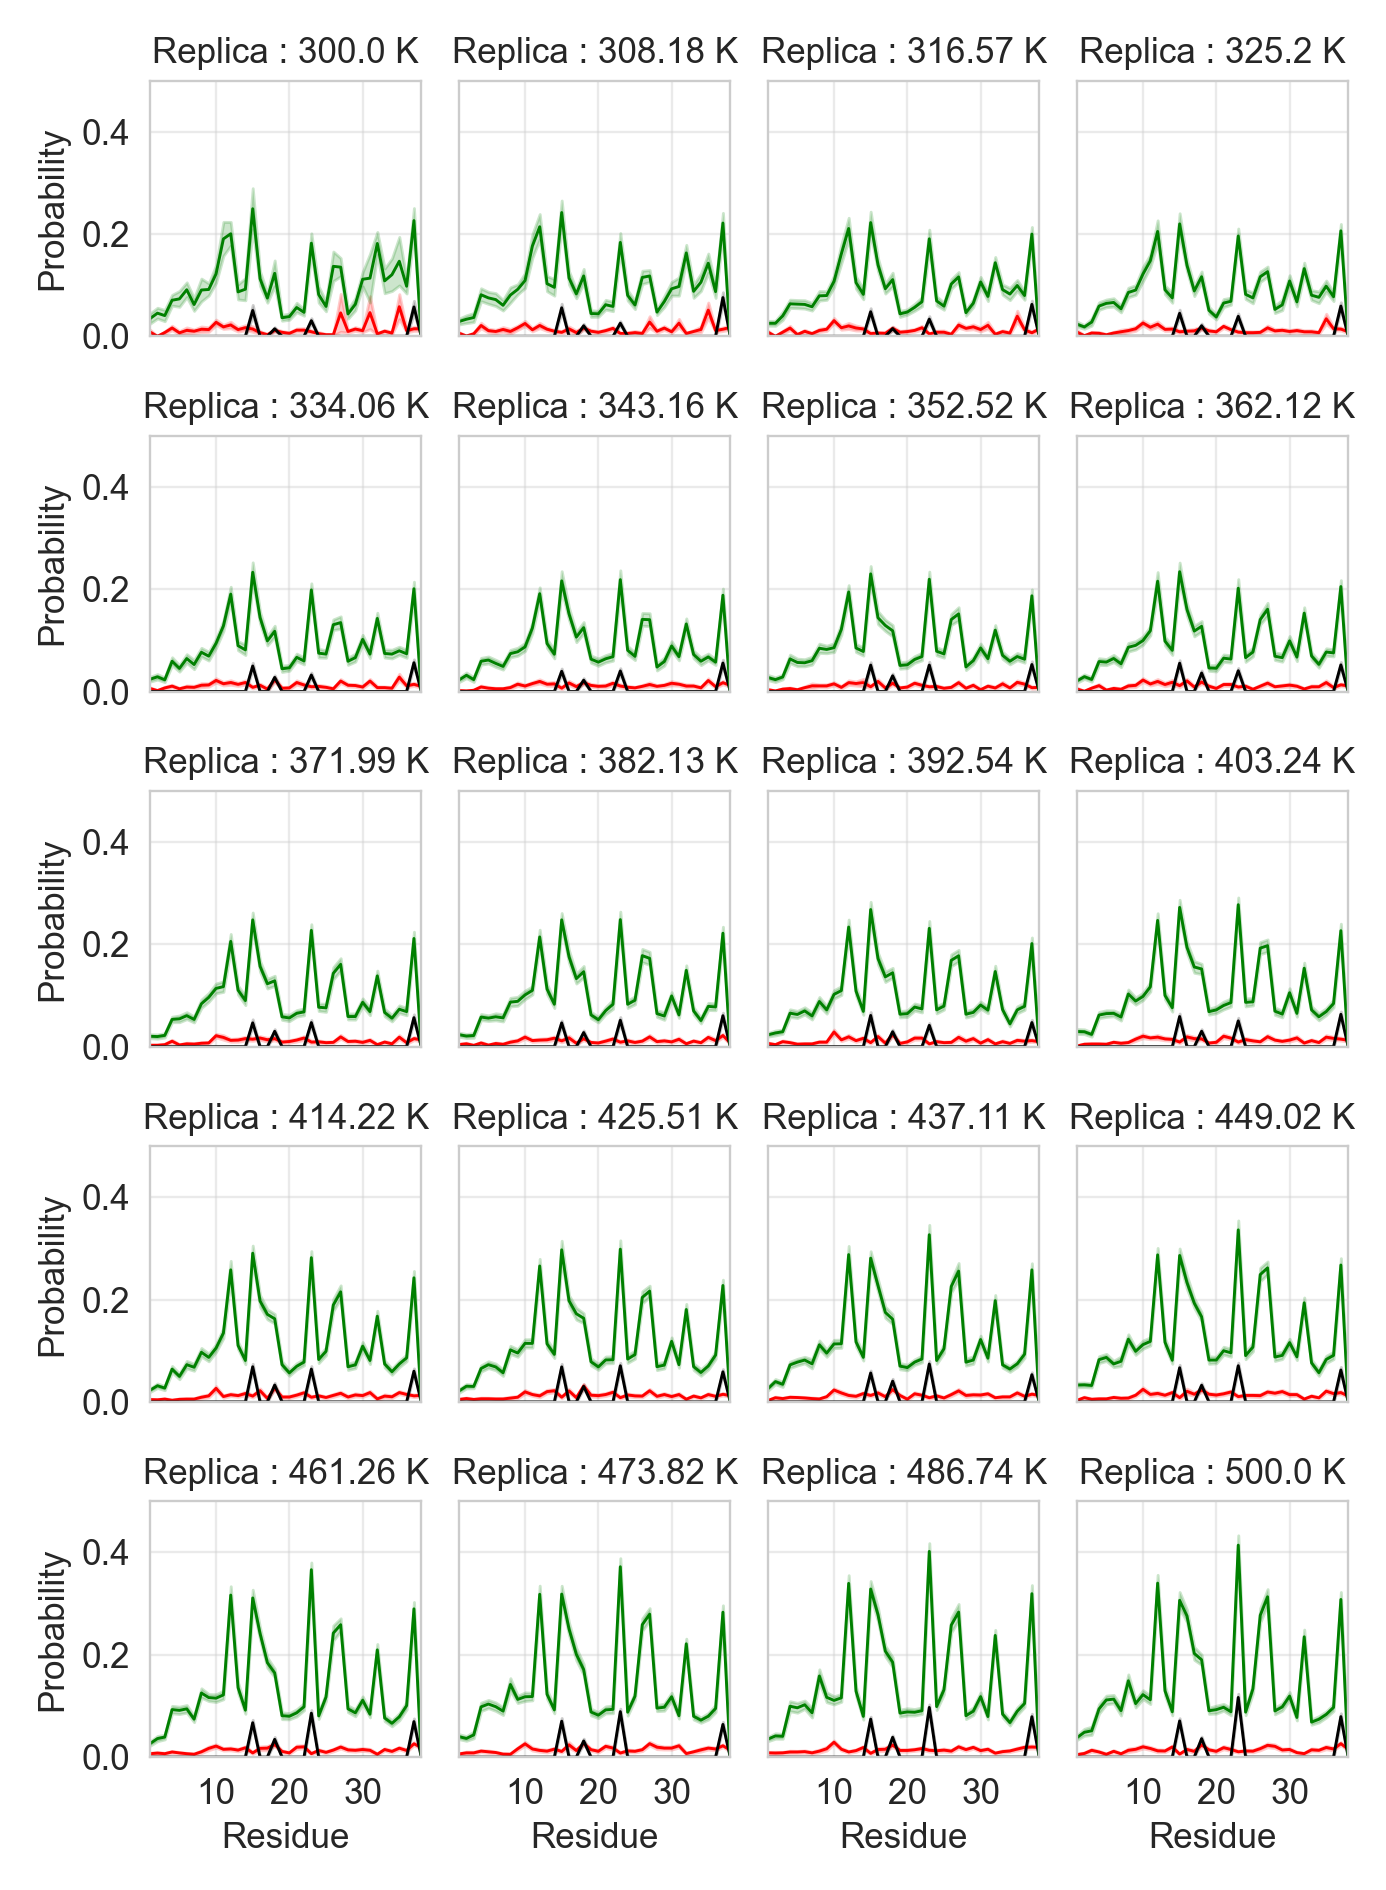 Replica : 300.0 K
Replica : 308.18 K
Replica : 316.57 K
Replica : 325.2 K
Probability
0.4
0.2
0.0
Replica : 334.06 K
Replica : 343.16 K
Replica : 352.52 K
Replica : 362.12 K
Probability
0.4
0.2
0.0
Replica : 371.99 K
Replica : 382.13 K
Replica : 392.54 K
Replica : 403.24 K
Probability
0.4
0.2
0.0
Replica : 414.22 K
Replica : 425.51 K
Replica : 437.11 K
Replica : 449.02 K
Probability
0.4
0.2
0.0
Replica : 461.26 K
Replica : 473.82 K
Replica : 486.74 K
Replica : 500.0 K
Probability
0.4
0.2
0.0
10 20 30
10 20 30
10 20 30
10 20 30
Residue
Residue
Residue
Residue